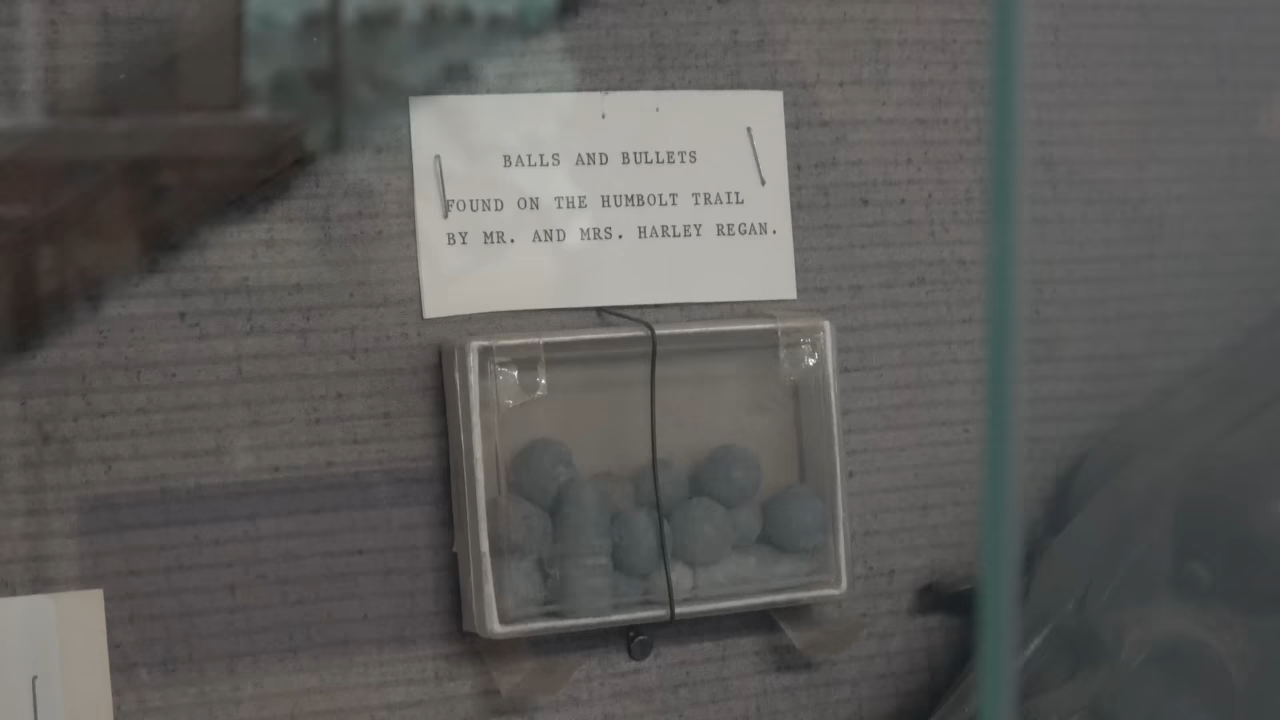 BALLS AND BULLETS
FOUND ON THE HUMBOLT TRAIL
BY MR. AND MRS. HARLEY REGAN.